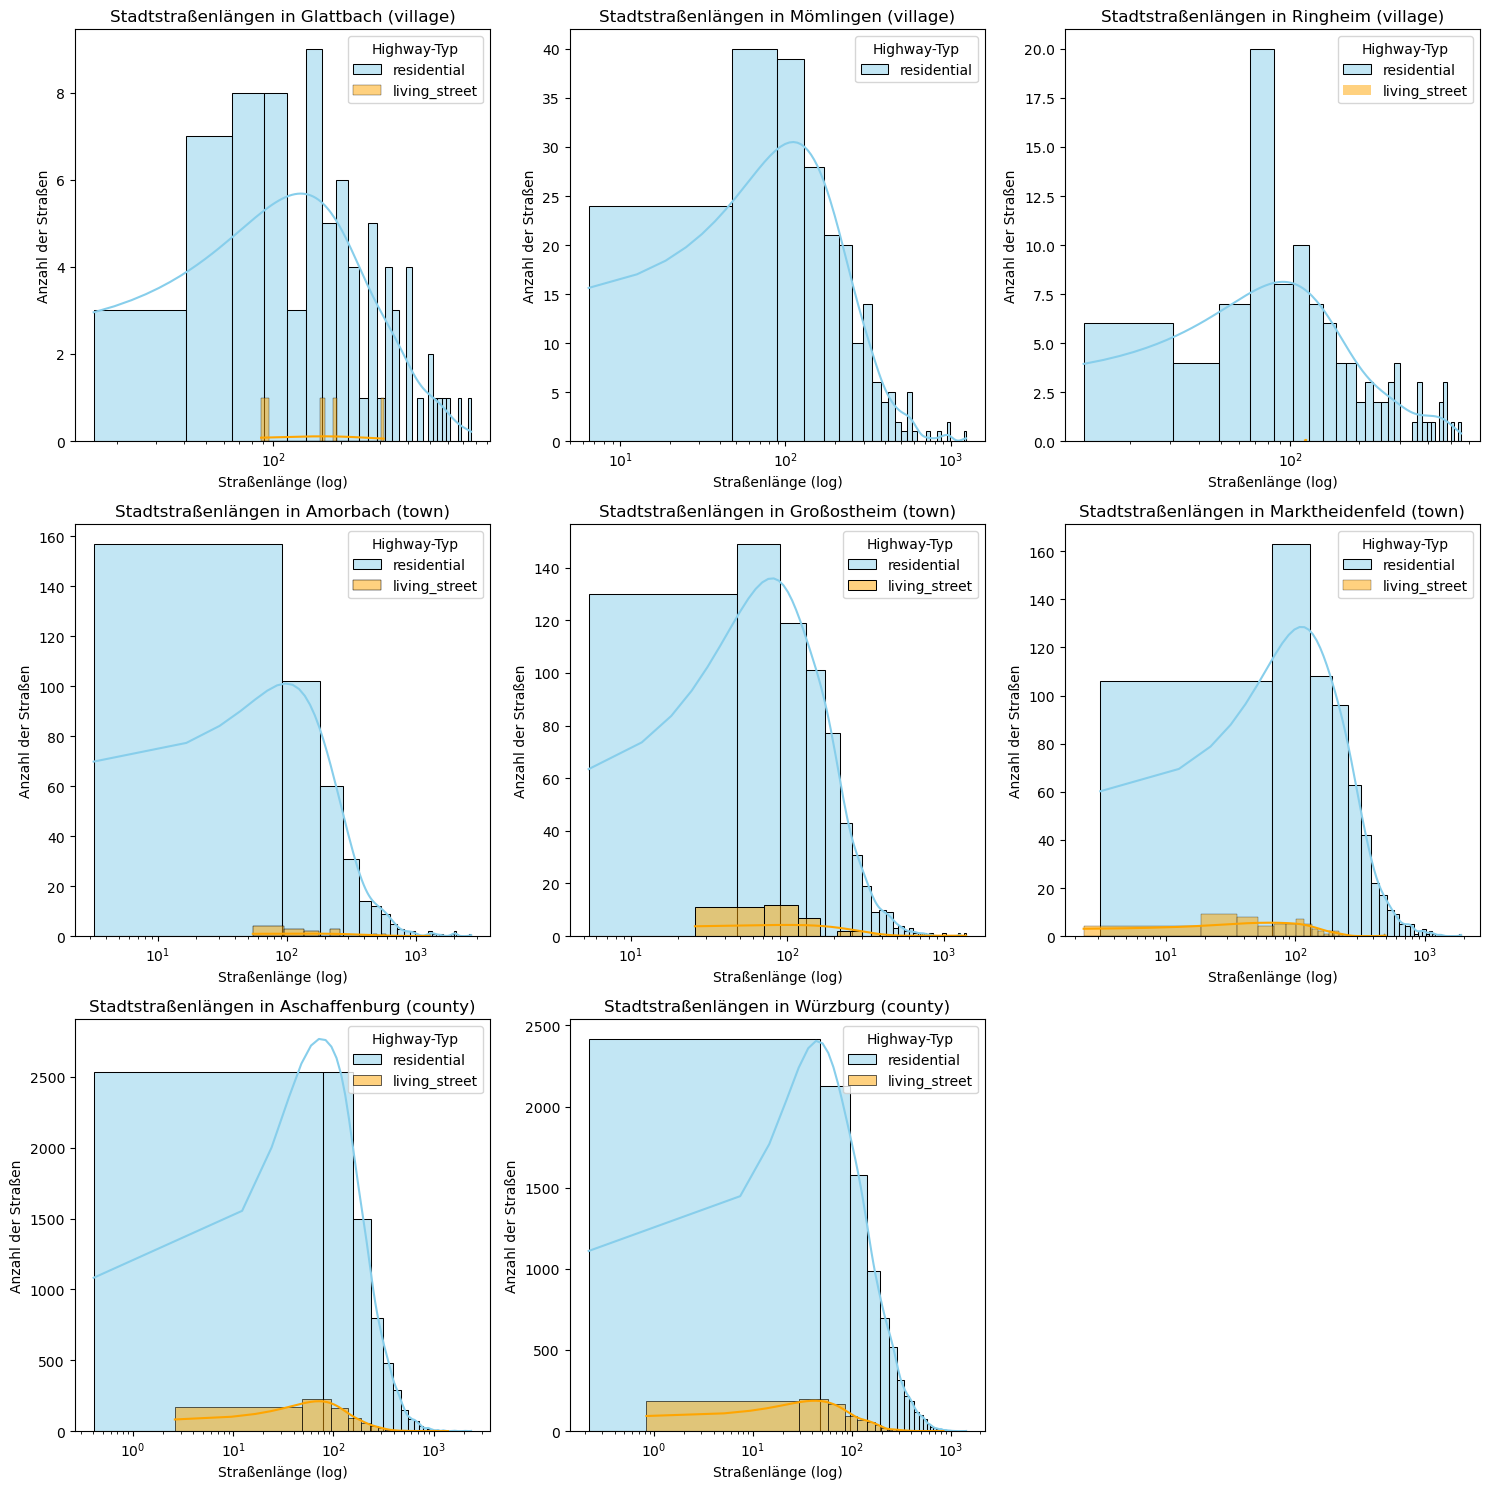 Stadtstraßenlängen in Glattbach (village)
Highway-Typ
residential
living_street
Anzahl der Straßen
8
6
4
2
0
10²
Straßenlänge (log)
Stadtstraßenlängen in Mömlingen (village)
Highway-Typ
residential
Anzahl der Straßen
40
35
30
25
20
15
10
5
0
10¹ 10² 10³
Straßenlänge (log)
Stadtstraßenlängen in Ringheim (village)
Highway-Typ
residential
living_street
Anzahl der Straßen
20.0
17.5
15.0
12.5
10.0
7.5
5.0
2.5
0.0
10²
Straßenlänge (log)
Stadtstraßenlängen in Amorbach (town)
Highway-Typ
residential
living_street
Anzahl der Straßen
160
140
120
100
80
60
40
20
0
10¹ 10² 10³
Straßenlänge (log)
Stadtstraßenlängen in Großostheim (town)
Highway-Typ
residential
living_street
Anzahl der Straßen
140
120
100
80
60
40
20
0
10¹ 10² 10³
Straßenlänge (log)
Stadtstraßenlängen in Marktheidenfeld (town)
Highway-Typ
residential
living_street
Anzahl der Straßen
160
140
120
100
80
60
40
20
0
10¹ 10² 10³
Straßenlänge (log)
Stadtstraßenlängen in Aschaffenburg (county)
Highway-Typ
residential
living_street
Anzahl der Straßen
2500
2000
1500
1000
500
0
10⁰ 10¹ 10² 10³
Straßenlänge (log)
Stadtstraßenlängen in Würzburg (county)
Highway-Typ
residential
living_street
Anzahl der Straßen
2500
2000
1500
1000
500
0
10⁰ 10¹ 10² 10³
Straßenlänge (log)